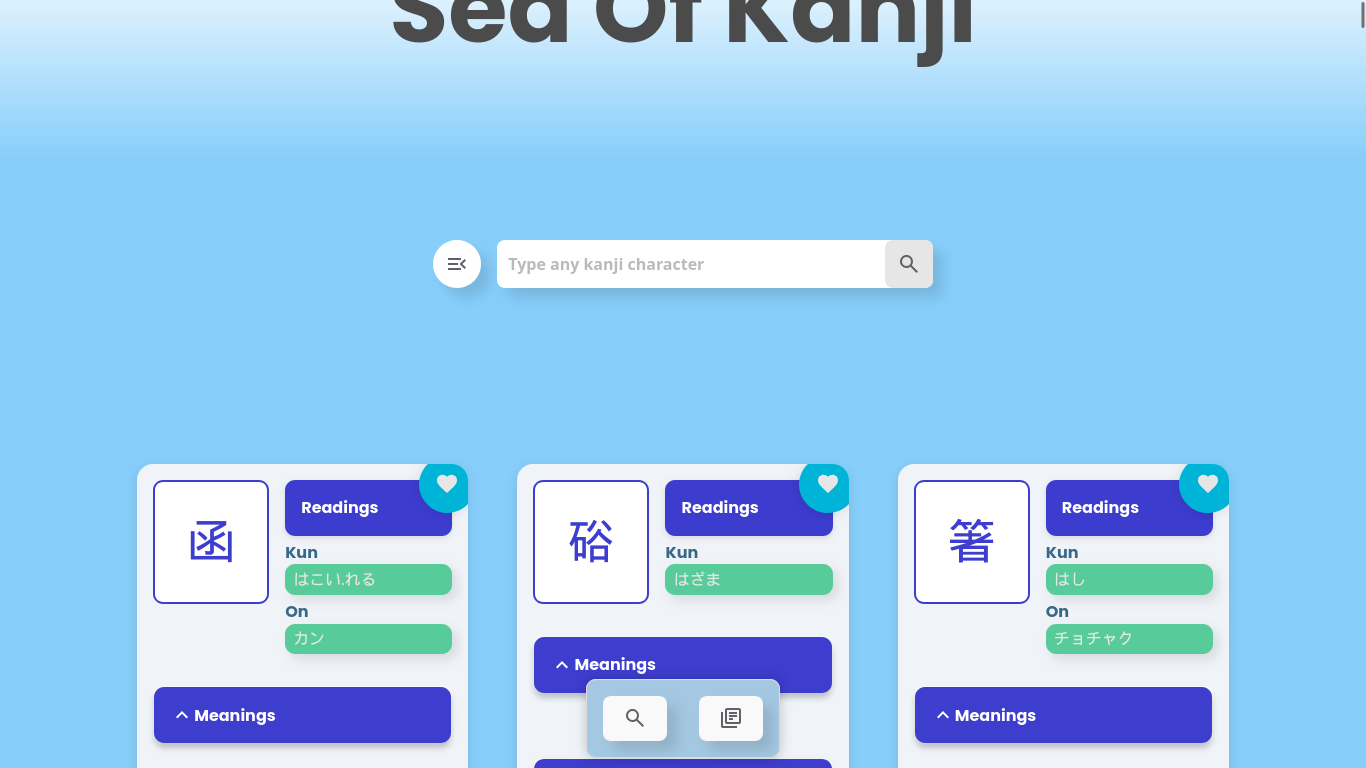 Sea Of Kanji
Type any kanji character
函
Readings
Kun
はこい.れる
On
カン
Meanings
硲
Readings
Kun
はざま
Meanings
箸
Readings
Kun
はし
On
チョチャク
Meanings